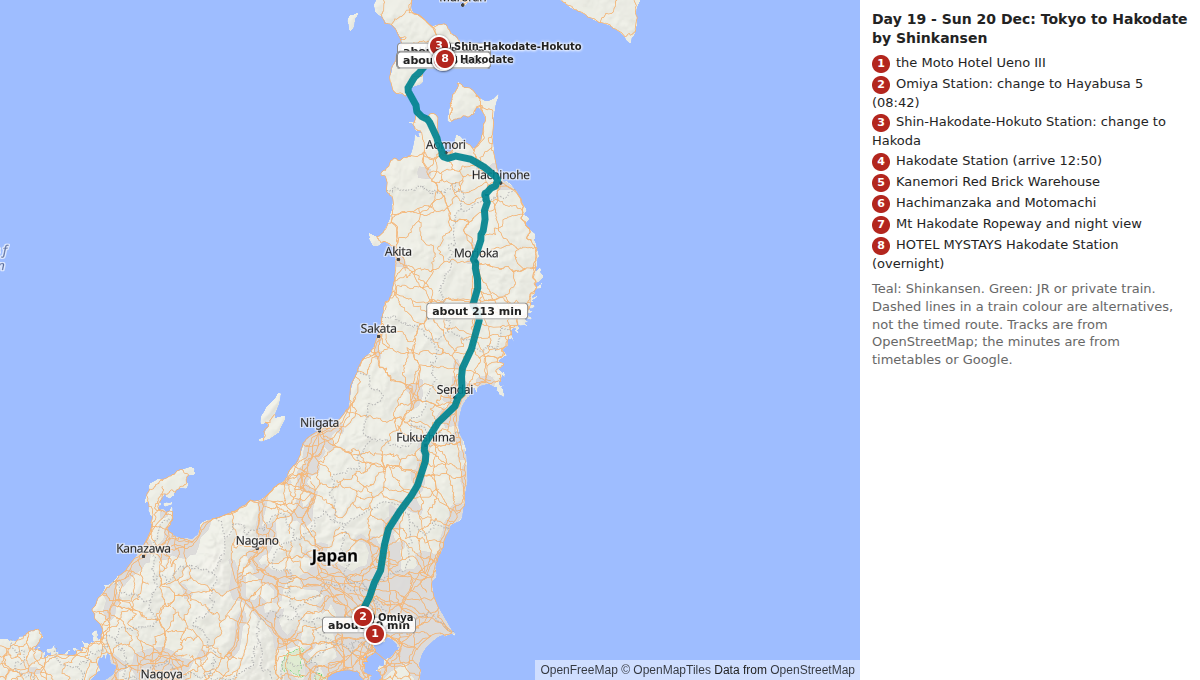 Day 19 - Sun 20 Dec: Tokyo to Hakodate
by Shinkansen
1 the Moto Hotel Ueno III
2 Omiya Station: change to Hayabusa 5
(08:42)
3 Shin-Hakodate-Hokuto Station: change to
Hakoda
4 Hakodate Station (arrive 12:50)
5 Kanemori Red Brick Warehouse
6 Hachimanzaka and Motomachi
7 Mt Hakodate Ropeway and night view
8 HOTEL MYSTAYS Hakodate Station
(overnight)
Teal: Shinkansen. Green: JR or private train.
Dashed lines in a train colour are alternatives,
not the timed route. Tracks are from
OpenStreetMap; the minutes are from
timetables or Google.
3 Shin-Hakodate-Hokuto
8 Hakodate
Aomori
Hachinohe
Akita
Morioka
about 213 min
Sakata
Sendai
Niigata
Fukushima
Kanazawa
Nagano
Japan
2 Omiya
min
1
Nagoya
OpenFreeMap © OpenMapTiles Data from OpenStreetMap